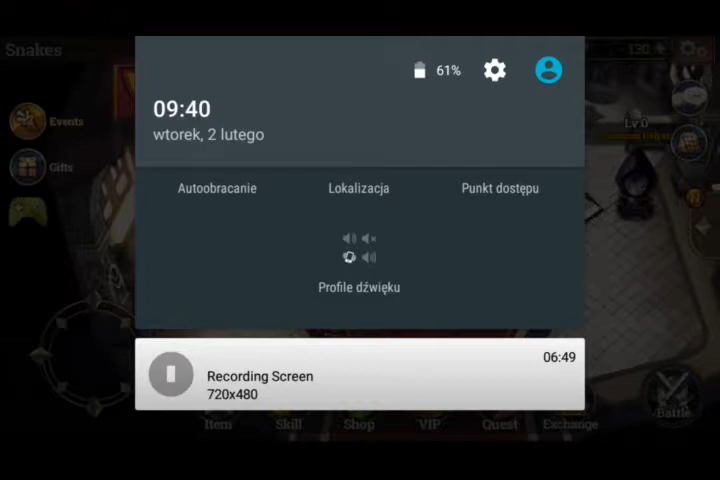 Snakes
61%
130
09:40
wtorek, 2 lutego
Events
Lv.0
Gifts
Autoobracanie
Lokalizacja
Punkt dostępu
Profile dźwięku
06:49
Recording Screen
720x480
Battle
Item
Skill
Shop
VIP
Quest
Exchange